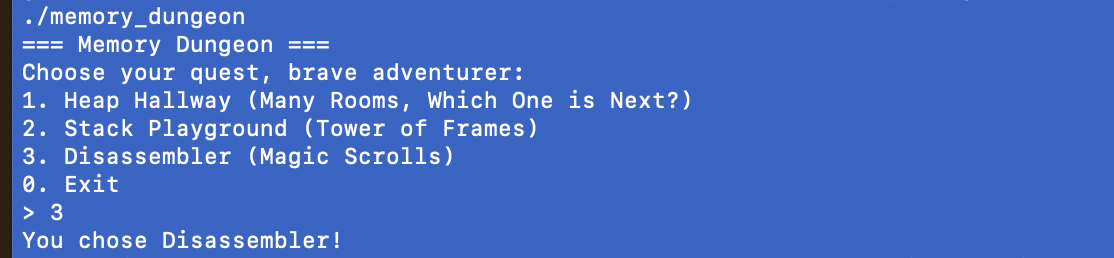 ./memory_dungeon
=== Memory Dungeon ===
Choose your quest, brave adventurer:
1. Heap Hallway (Many Rooms, Which One is Next?)
2. Stack Playground (Tower of Frames)
3. Disassembler (Magic Scrolls)
0. Exit
> 3
You chose Disassembler!